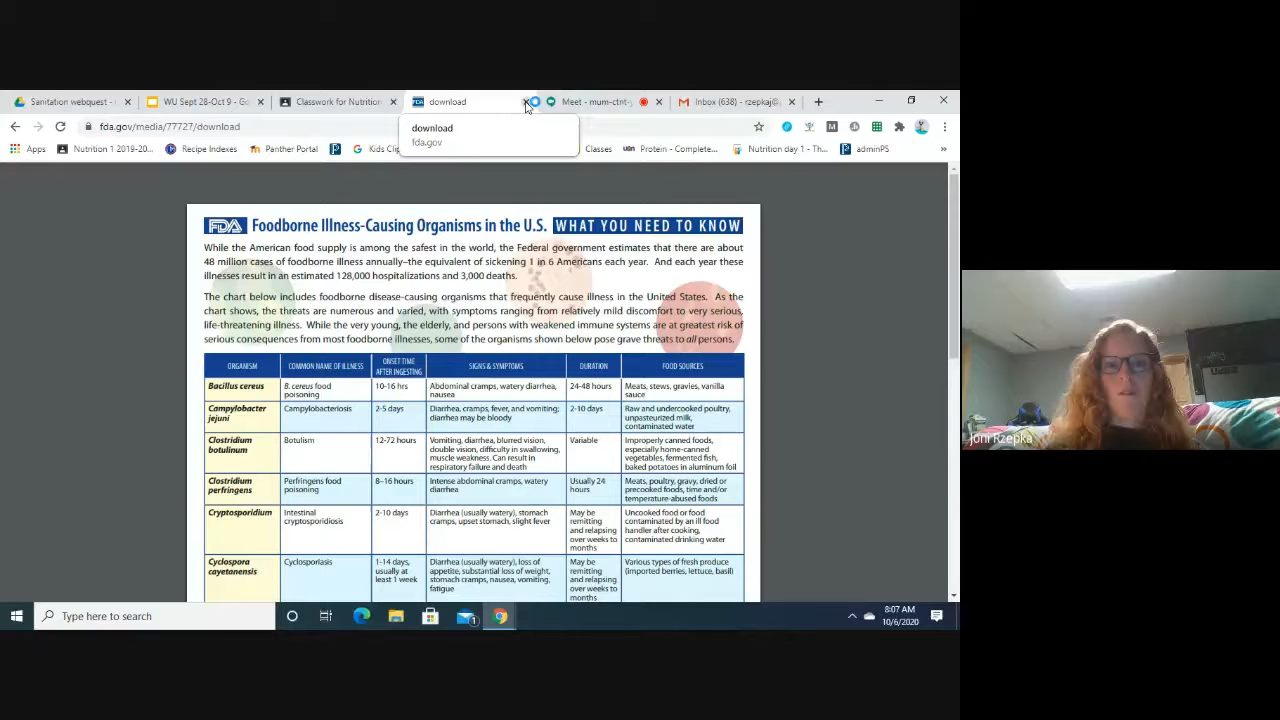 Sanitation webquest -
WU Sept 28-Oct 9 - Go
Classwork for Nutrition
download
Meet - mum-ctnt-
Inbox (638) - rzepkaj@
fda.gov/media/77727/download
download
fda.gov
Apps
Nutrition 1 2019-20...
Recipe Indexes
Panther Portal
Kids Cli
Classes
Protein - Complete...
Nutrition day 1 - Th...
adminPS
FDA Foodborne Illness-Causing Organisms in the U.S. WHAT YOU NEED TO KNOW
While the American food supply is among the safest in the world, the Federal government estimates that there are about
48 million cases of foodborne illness annually–the equivalent of sickening 1 in 6 Americans each year. And each year these
illnesses result in an estimated 128,000 hospitalizations and 3,000 deaths.
The chart below includes foodborne disease-causing organisms that frequently cause illness in the United States. As the
chart shows, the threats are numerous and varied, with symptoms ranging from relatively mild discomfort to very serious,
life-threatening illness. While the very young, the elderly, and persons with weakened immune systems are at greatest risk of
serious consequences from most foodborne illnesses, some of the organisms shown below pose grave threats to all persons.
ORGANISM
COMMON NAME OF ILLNESS
ONSET TIME
AFTER INGESTING
SIGNS & SYMPTOMS
DURATION
FOOD SOURCES
Bacillus cereus
B. cereus food
poisoning
10-16 hrs
Abdominal cramps, watery diarrhea,
nausea
24-48 hours
Meats, stews, gravies, vanilla
sauce
Campylobacter
jejuni
Campylobacteriosis
2-5 days
Diarrhea, cramps, fever, and vomiting;
diarrhea may be bloody
2-10 days
Raw and undercooked poultry,
unpasteurized milk,
contaminated water
Clostridium
botulinum
Botulism
12-72 hours
Vomiting, diarrhea, blurred vision,
double vision, difficulty in swallowing,
muscle weakness. Can result in
respiratory failure and death
Variable
Improperly canned foods,
especially home-canned
vegetables, fermented fish,
baked potatoes in aluminum foil
Clostridium
perfringens
Perfringens food
poisoning
8–16 hours
Intense abdominal cramps, watery
diarrhea
Usually 24
hours
Meats, poultry, gravy, dried or
precooked foods, time and/or
temperature-abused foods
Cryptosporidium
Intestinal
cryptosporidiosis
2-10 days
Diarrhea (usually watery), stomach
cramps, upset stomach, slight fever
May be
remitting
and relapsing
over weeks to
months
Uncooked food or food
contaminated by an ill food
handler after cooking,
contaminated drinking water
Cyclospora
cayetanensis
Cyclosporiasis
1-14 days,
usually at
least 1 week
Diarrhea (usually watery), loss of
appetite, substantial loss of weight,
stomach cramps, nausea, vomiting,
fatigue
May be
remitting
and relapsing
over weeks to
months
Various types of fresh produce
(imported berries, lettuce, basil)
Joni Rzepka
Type here to search
1
8:07 AM
10/6/2020